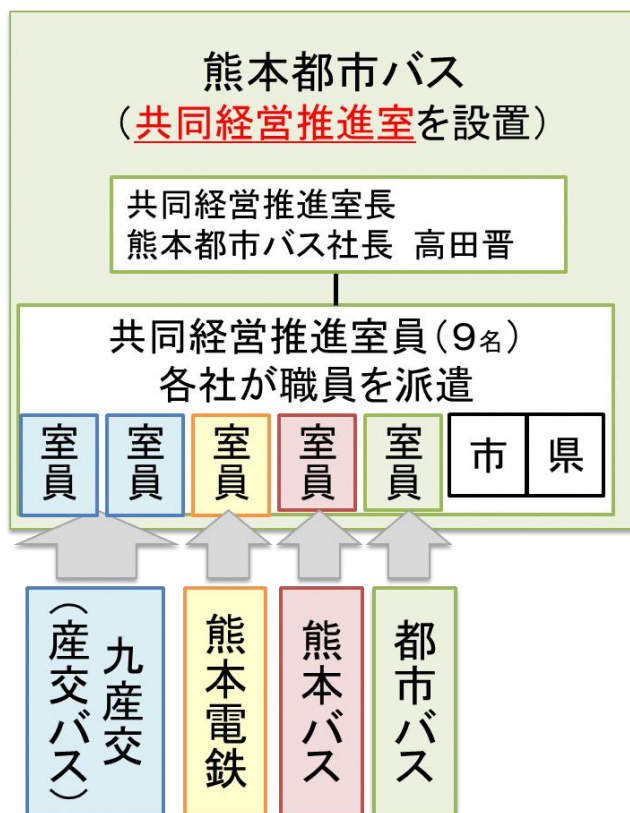 熊本都市バス
（共同経営推進室を設置）
共同経営推進室長
熊本都市バス社長 高田晋
共同経営推進室員（９名）
各社が職員を派遣
室員
室員
室員
室員
室員
市
県
九産交
（産交バス）
熊本電鉄
熊本バス
都市バス